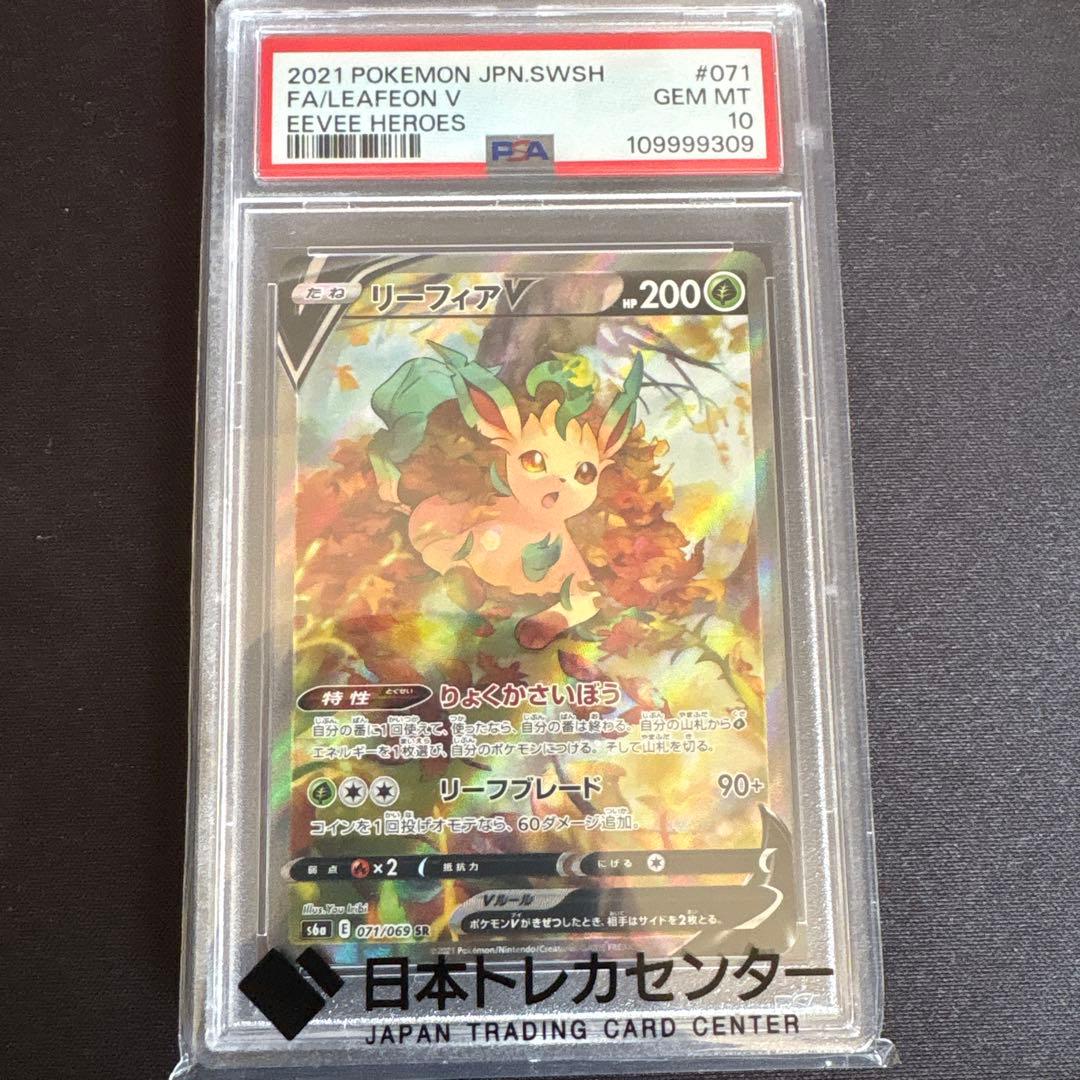 2021 POKEMON JPN.SWSH #071
FA/LEAFEON V GEM MT
EEVEE HEROES 10
PSA 109999309
たね リーフィアV HP 200
特性 とくせい りょくかさいぼう
自分の番に1回使えて、使ったなら、自分の番は終わる。自分の山札から
エネルギーを1枚選び、自分のポケモンにつける。そして山札を切る。
リーフブレード 90+
コインを1回投げオモテなら、60ダメージ追加。
弱点 ×2 抵抗力 にげる
Vルール
ポケモンVがきぜつしたとき、相手はサイドを2枚とる。
Illus. You Iribi
s6a E 071/069 SR
©2021 Pokémon/Nintendo/Creatures
日本トレカセンター
JAPAN TRADING CARD CENTER